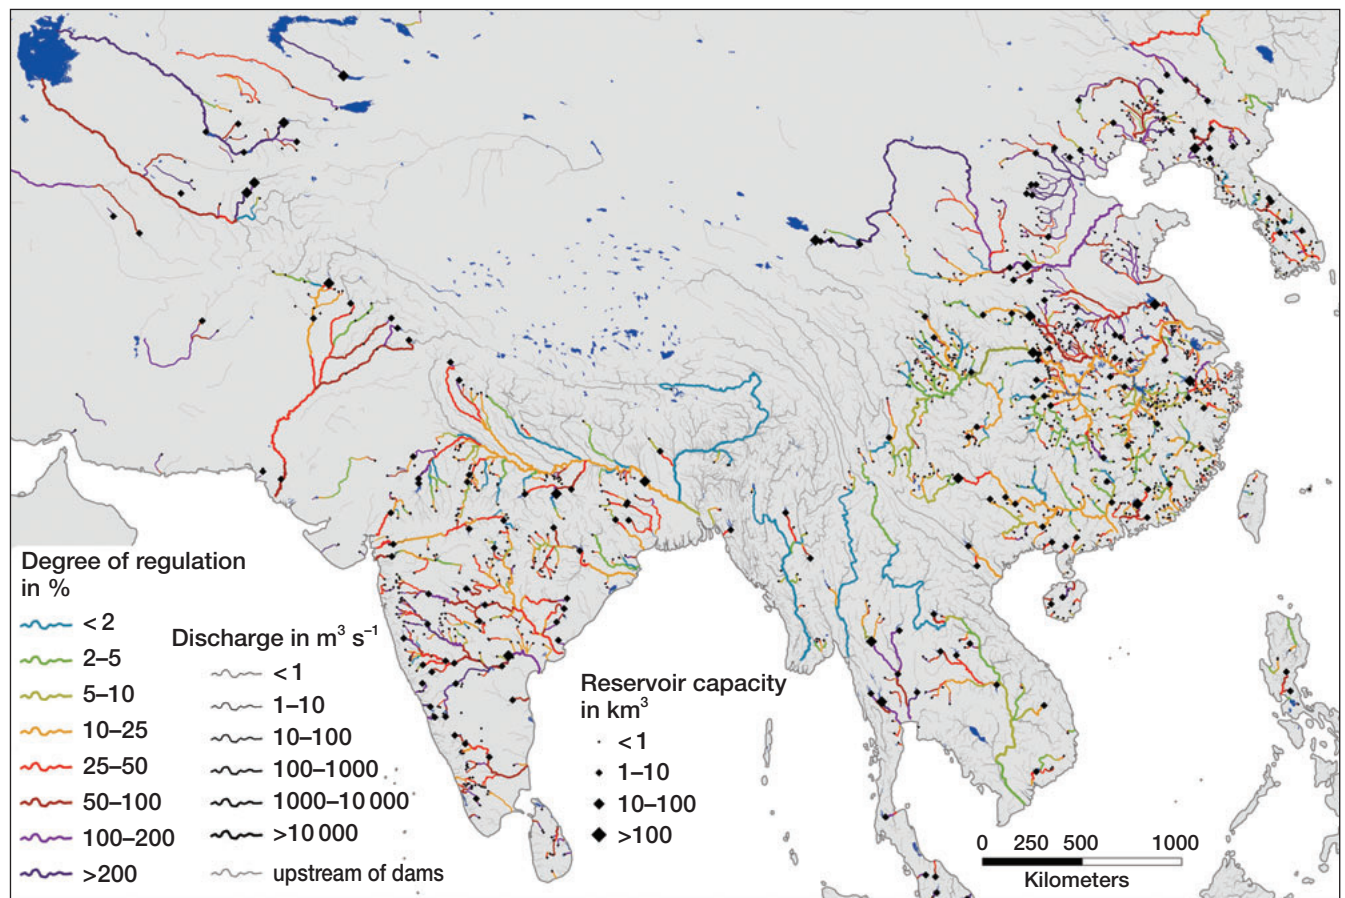 Degree of regulation
in %
< 2
2–5
5–10
10–25
25–50
50–100
100–200
>200
Discharge in m³ s⁻¹
< 1
1–10
10–100
100–1000
1000–10 000
>10 000
upstream of dams
Reservoir capacity
in km³
< 1
1–10
10–100
>100
0 250 500 1000
Kilometers